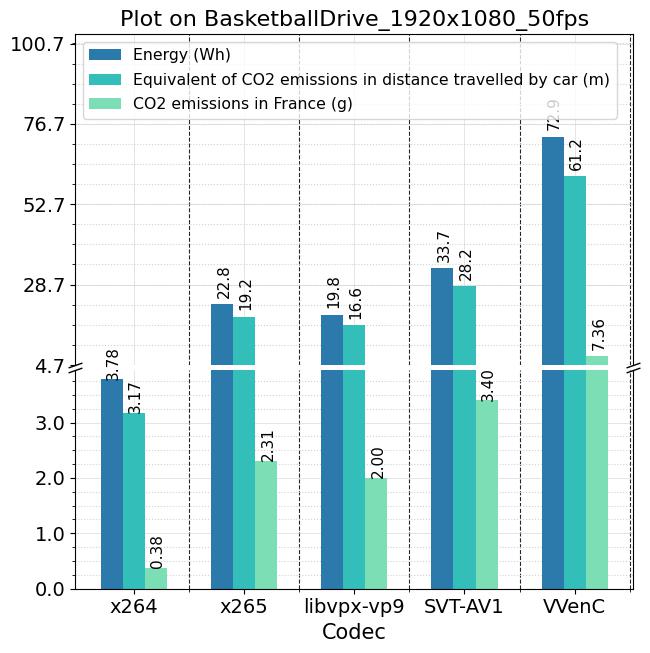 Plot on BasketballDrive_1920x1080_50fps
Energy (Wh)
Equivalent of CO2 emissions in distance travelled by car (m)
CO2 emissions in France (g)
100.7
76.7
52.7
28.7
4.7
3.0
2.0
1.0
0.0
3.78
3.17
0.38
22.8
19.2
2.31
19.8
16.6
2.00
33.7
28.2
3.40
72.9
61.2
7.36
x264
x265
libvpx-vp9
SVT-AV1
VVenC
Codec